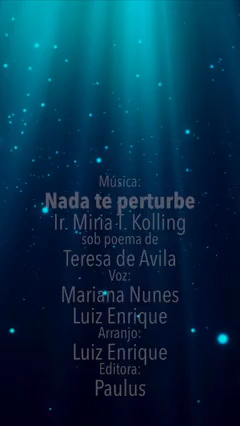 Música:
Nada te perturbe
Ir. Miria T. Kolling
sob poema de
Teresa de Avila
Voz:
Mariana Nunes
Luiz Enrique
Arranjo:
Luiz Enrique
Editora:
Paulus